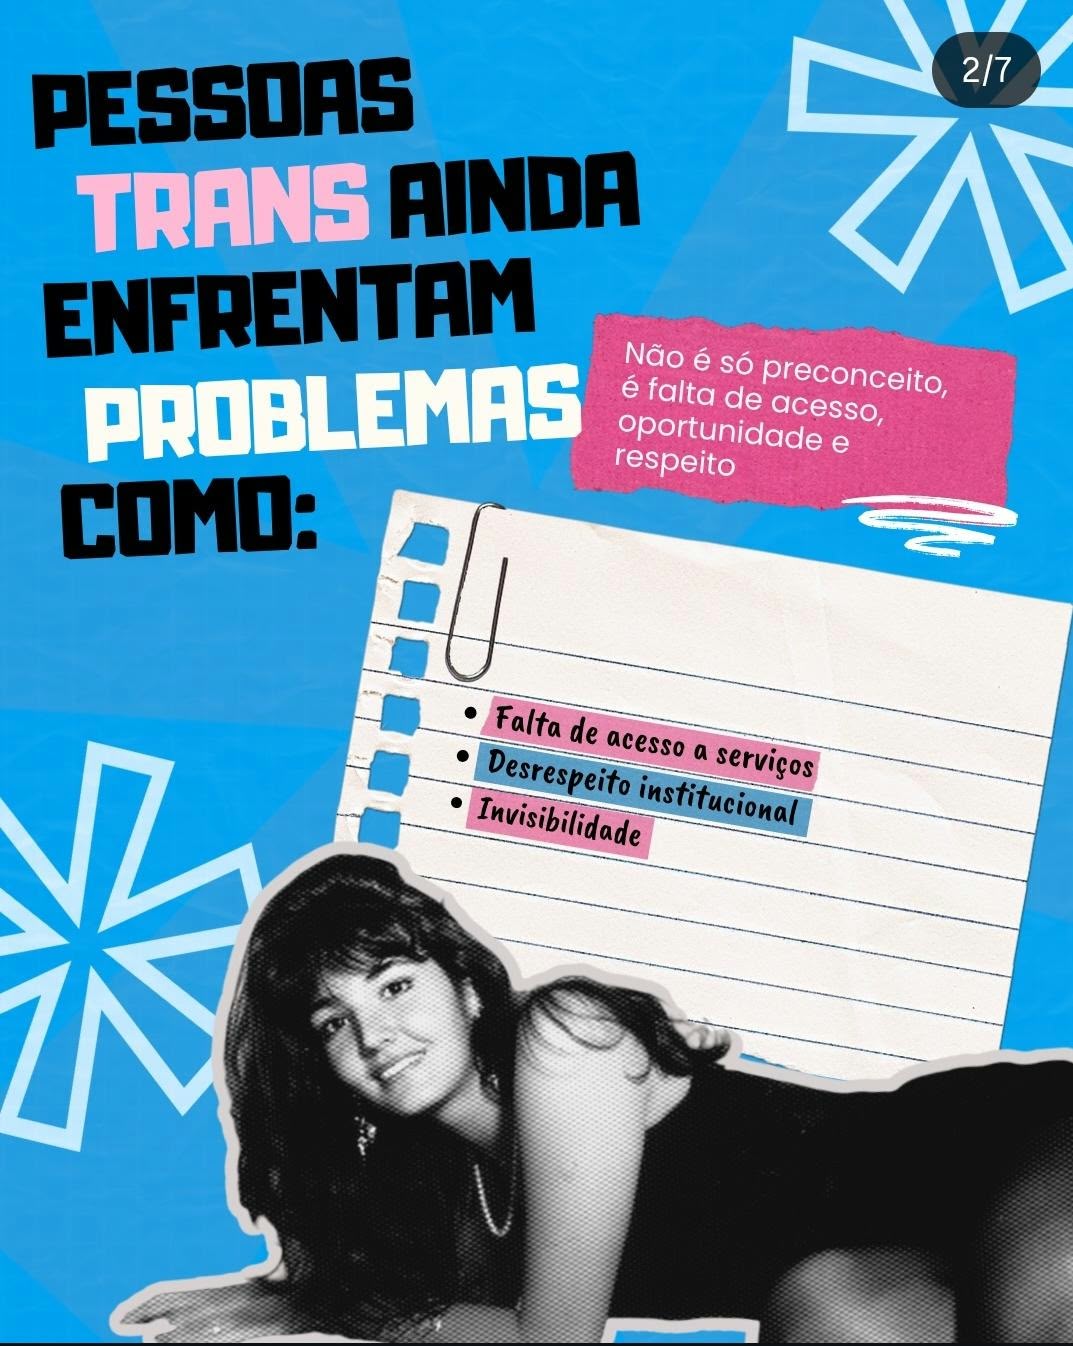 2/7
PESSOAS
TRANS AINDA
ENFRENTAM
PROBLEMAS
COMO:
Não é só preconceito,
é falta de acesso,
oportunidade e
respeito
• Falta de acesso a serviços
• Desrespeito institucional
• Invisibilidade